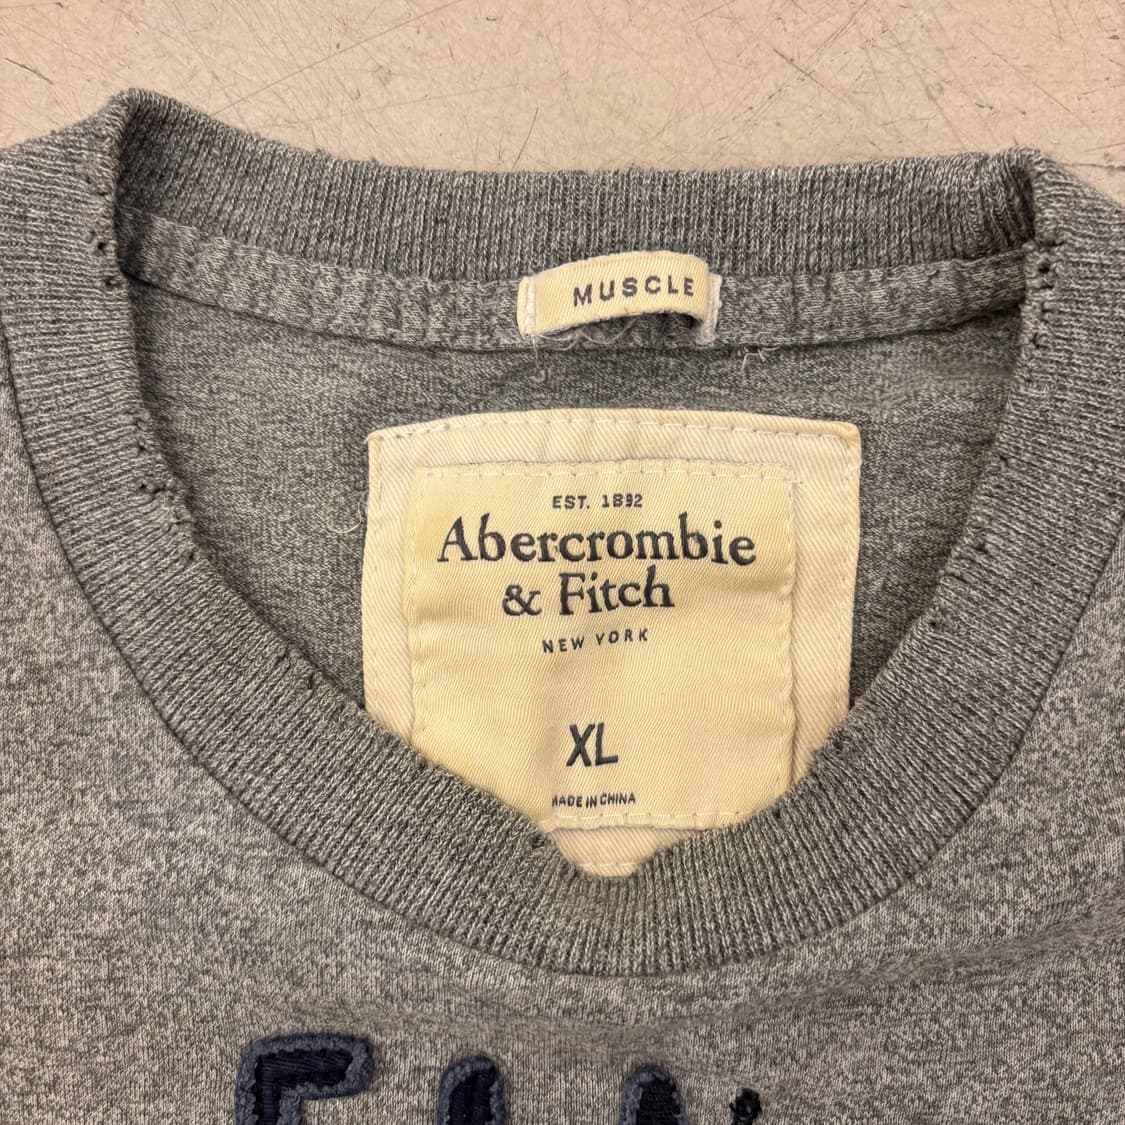 MUSCLE
EST. 1892
Abercrombie
& Fitch
NEW YORK
XL
MADE IN CHINA